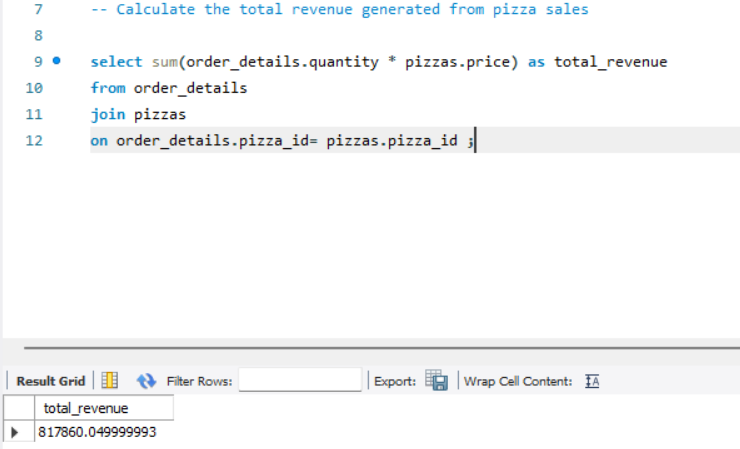 7 -- Calculate the total revenue generated from pizza sales
8
9 select sum(order_details.quantity * pizzas.price) as total_revenue
10 from order_details
11 join pizzas
12 on order_details.pizza_id= pizzas.pizza_id ;
Result Grid Filter Rows: Export: Wrap Cell Content: IA
total_revenue
817860.049999993